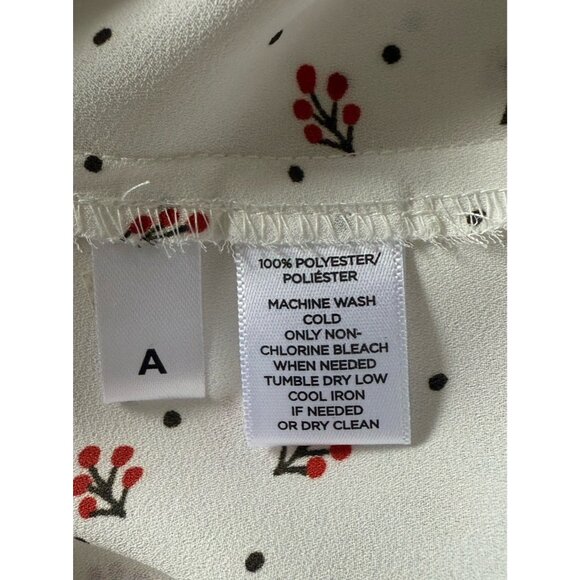 A
100% POLYESTER/
POLIÉSTER
MACHINE WASH
COLD
ONLY NON-
CHLORINE BLEACH
WHEN NEEDED
TUMBLE DRY LOW
COOL IRON
IF NEEDED
OR DRY CLEAN